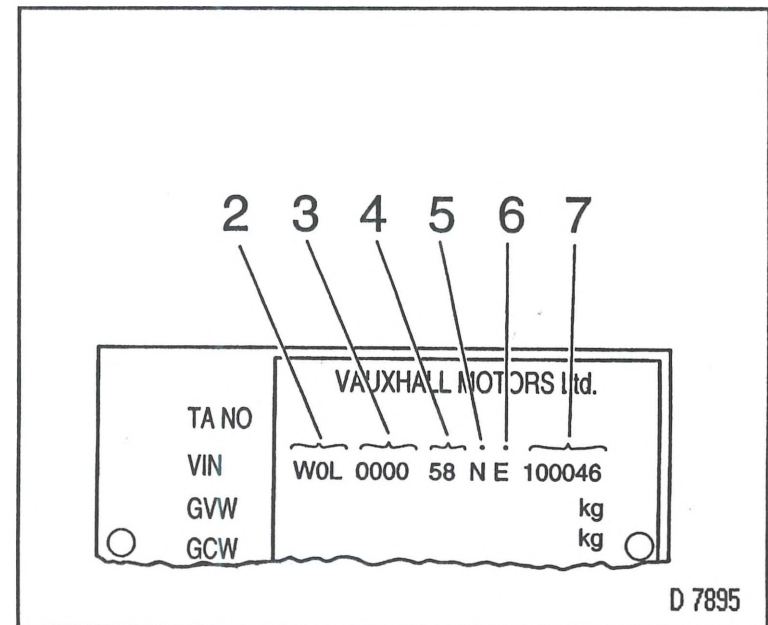 2 3 4 5 6 7
VAUXHALL MOTORS Ltd.
TA NO
VIN W0L 0000 58 N E 100046
GVW kg
GCW kg
D 7895